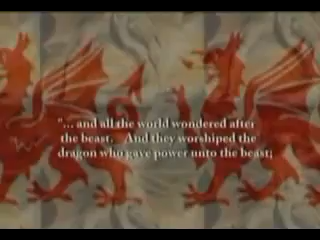 "... and all the world wondered after
the beast. And they worshiped the
dragon who gave power unto the beast;